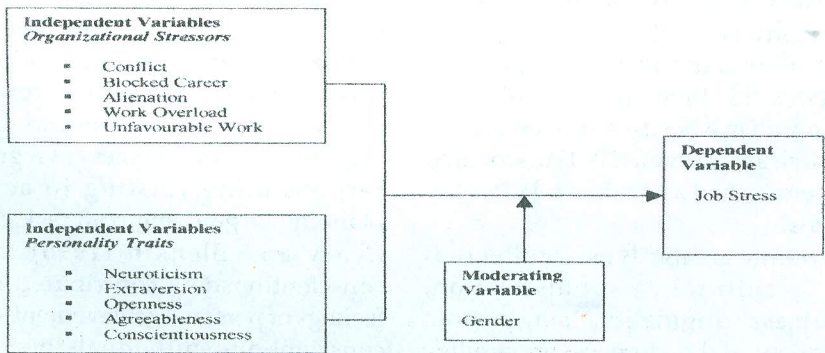 Independent Variables
Organizational Stressors
▪ Conflict
▪ Blocked Career
▪ Alienation
▪ Work Overload
▪ Unfavourable Work
Independent Variables
Personality Traits
▪ Neuroticism
▪ Extraversion
▪ Openness
▪ Agreeableness
▪ Conscientiousness
Moderating
Variable
Gender
Dependent
Variable
Job Stress